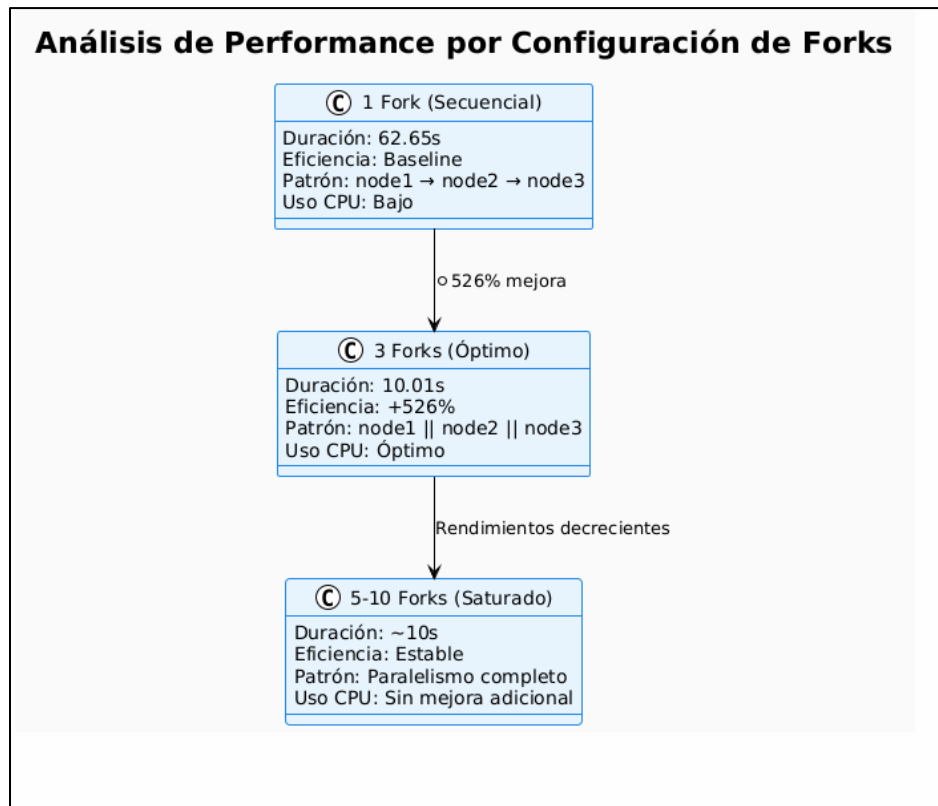 Análisis de Performance por Configuración de Forks
C 1 Fork (Secuencial)
Duración: 62.65s
Eficiencia: Baseline
Patrón: node1 → node2 → node3
Uso CPU: Bajo
526% mejora
C 3 Forks (Óptimo)
Duración: 10.01s
Eficiencia: +526%
Patrón: node1 || node2 || node3
Uso CPU: Óptimo
Rendimientos decrecientes
C 5-10 Forks (Saturado)
Duración: ~10s
Eficiencia: Estable
Patrón: Paralelismo completo
Uso CPU: Sin mejora adicional